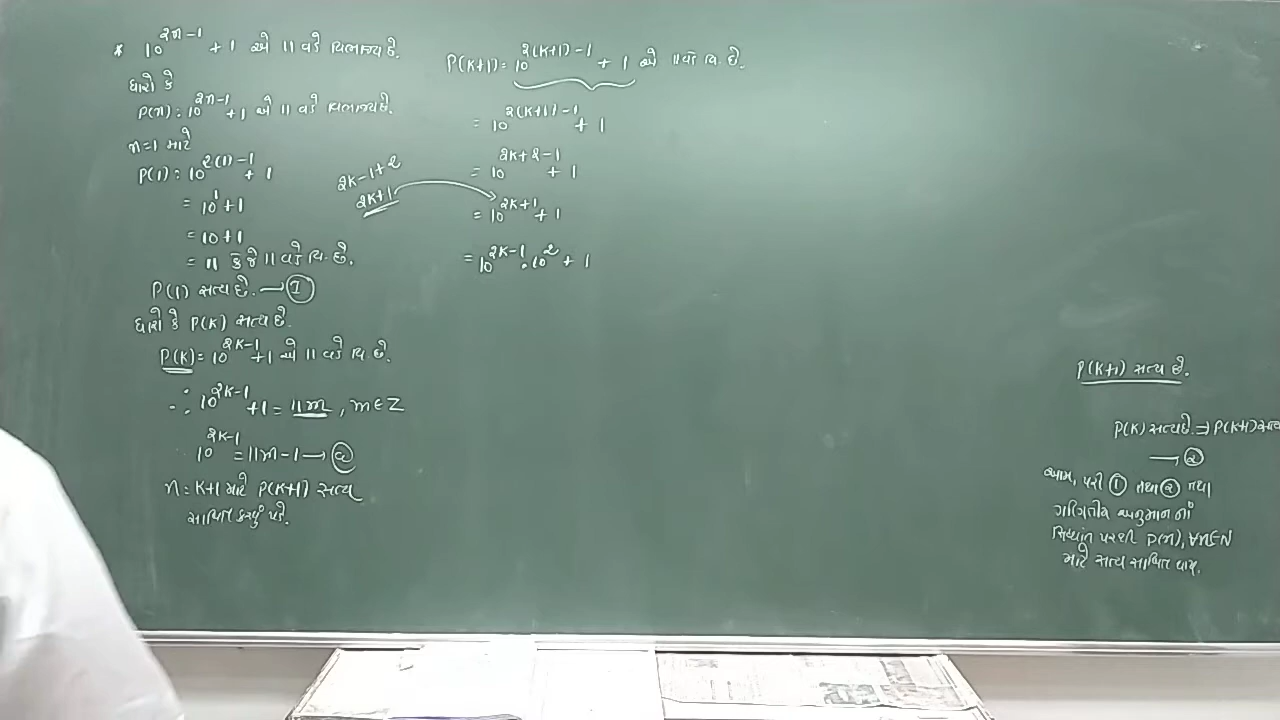 * 10^{2n-1} + 1 એ 11 વડે વિભાજ્ય છે.
ધારો કે
P(n) : 10^{2n-1} + 1 એ 11 વડે વિભાજ્ય છે.
n=1 માટે
P(1) : 10^{2(1)-1} + 1
= 10^1 + 1
= 10 + 1
= 11 કે જે 11 વડે વિ. છે.
P(1) સત્ય છે. → ①
ધારો કે P(K) સત્ય છે.
P(K) = 10^{2K-1} + 1 એ 11 વડે વિ. છે.
∴ 10^{2K-1} + 1 = 11m , m∈Z
10^{2K-1} = 11m - 1 → ②
n = K+1 માટે P(K+1) સત્ય
સાબિત કરવું પડે.
2K-1+2
2K+1
P(K+1) = 10^{2(K+1)-1} + 1 એ 11 વડે વિ. છે.
= 10^{2(K+1)-1} + 1
= 10^{2K+2-1} + 1
= 10^{2K+1} + 1
= 10^{2K-1} · 10^2 + 1
P(K+1) સત્ય છે.
P(K) સત્ય છે. ⇒ P(K+1) સત્ય
→ ②
આમ, પરી ① તથા ② તથા
ગણિતીય અનુમાન નાં
સિધ્ધાંત પરથી P(n), ∀n∈N
માટે સત્ય સાબિત થાય.